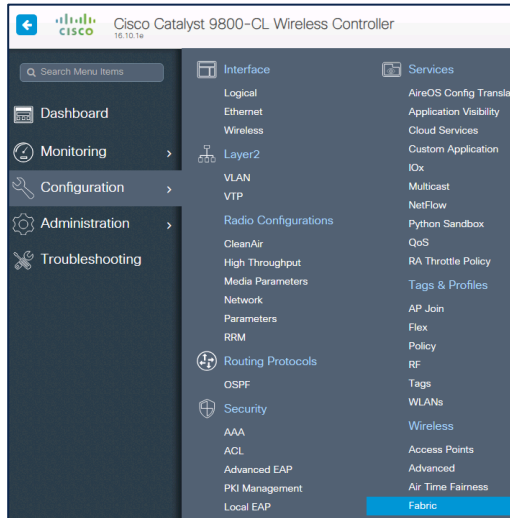 Cisco Catalyst 9800-CL Wireless Controller
CISCO
16.10.1e
Search Menu Items
Dashboard
Monitoring
Configuration
Administration
Troubleshooting
Interface
Logical
Ethernet
Wireless
Layer2
VLAN
VTP
Radio Configurations
CleanAir
High Throughput
Media Parameters
Network
Parameters
RRM
Routing Protocols
OSPF
Security
AAA
ACL
Advanced EAP
PKI Management
Local EAP
Services
AireOS Config Transla
Application Visibility
Cloud Services
Custom Application
IOx
Multicast
NetFlow
Python Sandbox
QoS
RA Throttle Policy
Tags & Profiles
AP Join
Flex
Policy
RF
Tags
WLANs
Wireless
Access Points
Advanced
Air Time Fairness
Fabric